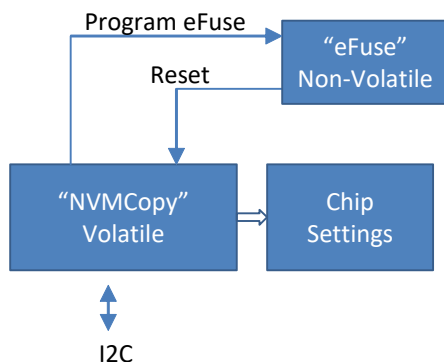 Program eFuse
“eFuse”
Non-Volatile
Reset
“NVMCopy”
Volatile
Chip
Settings
I2C